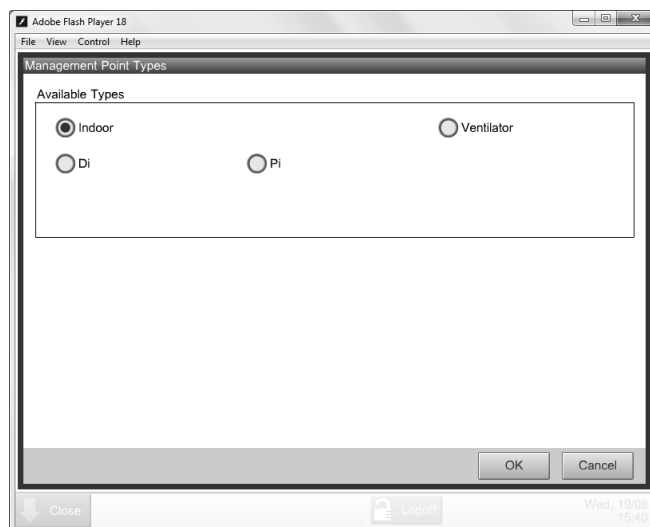 Adobe Flash Player 18
File View Control Help
Management Point Types
Available Types
Indoor Ventilator
Di Pi
OK Cancel
Close Logoff Wed, 19/08
15:40